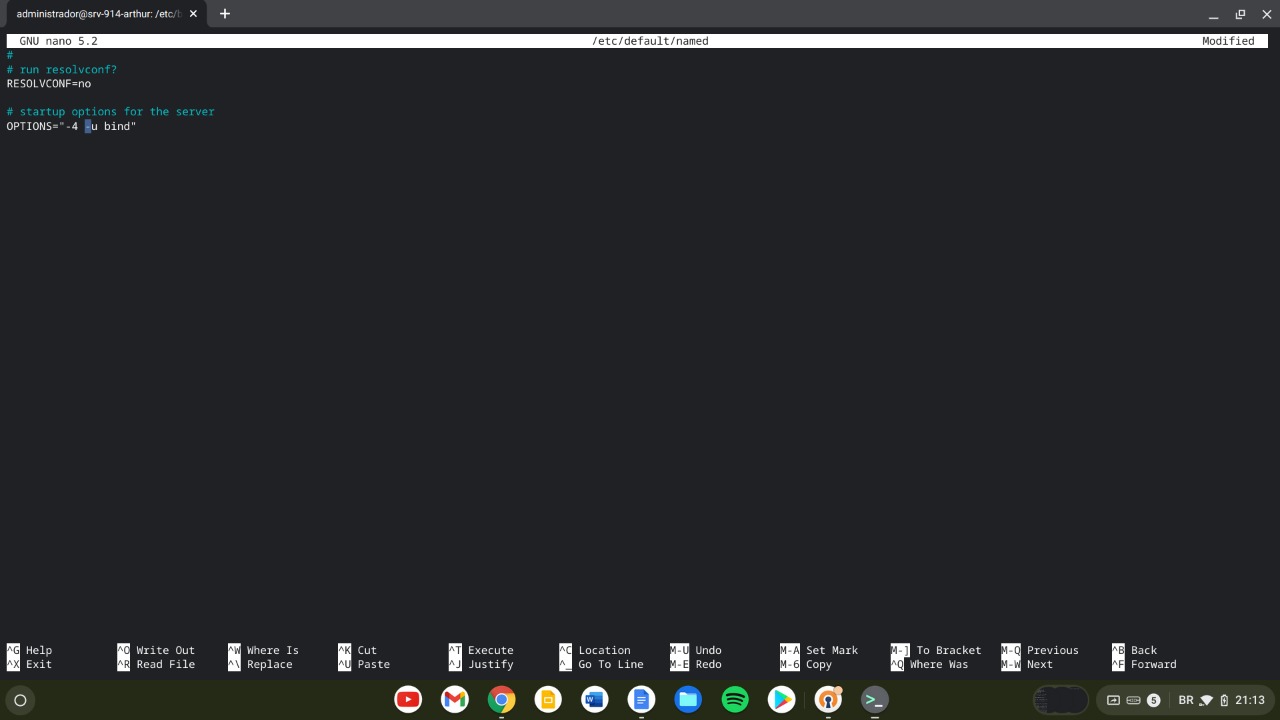 administrador@srv-914-arthur: /etc/b
GNU nano 5.2 /etc/default/named Modified
#
# run resolvconf?
RESOLVCONF=no
# startup options for the server
OPTIONS="-4 -u bind"
^G Help ^O Write Out ^W Where Is ^K Cut ^T Execute ^C Location M-U Undo M-A Set Mark M-] To Bracket M-Q Previous ^B Back
^X Exit ^R Read File ^\ Replace ^U Paste ^J Justify ^_ Go To Line M-E Redo M-6 Copy ^Q Where Was M-W Next ^F Forward
5 BR 21:13